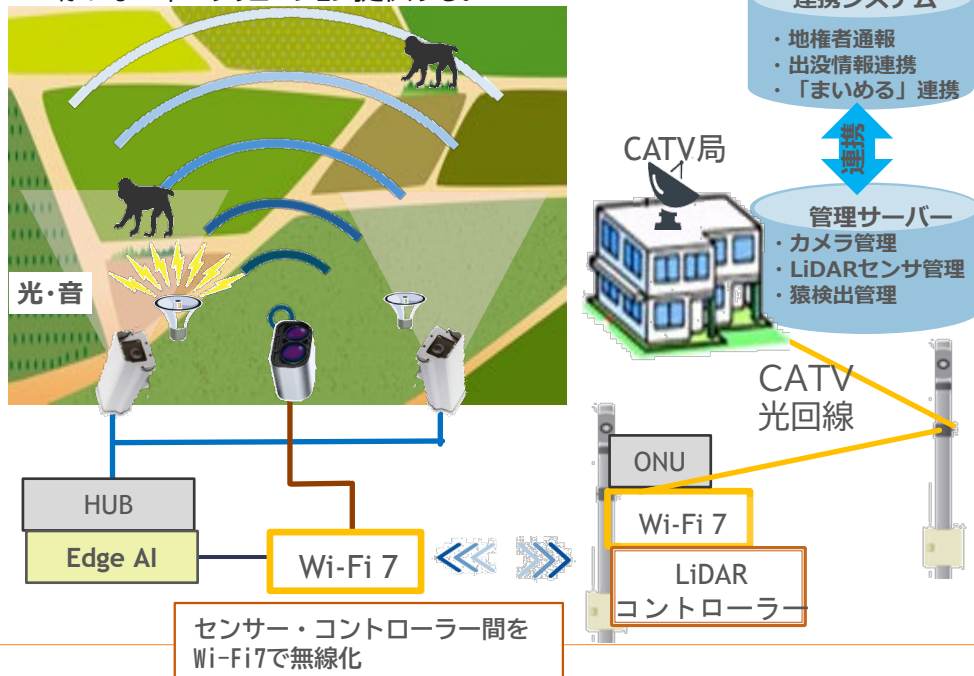 連携システム
・地権者通報
・出没情報連携
・「まいめる」連携
連携
CATV局
管理サーバー
・カメラ管理
・LiDARセンサ管理
・猿検出管理
光・音
CATV
光回線
ONU
HUB
Wi-Fi 7
Edge AI
Wi-Fi 7
LiDAR
コントローラー
センサー・コントローラー間を
Wi-Fi7で無線化